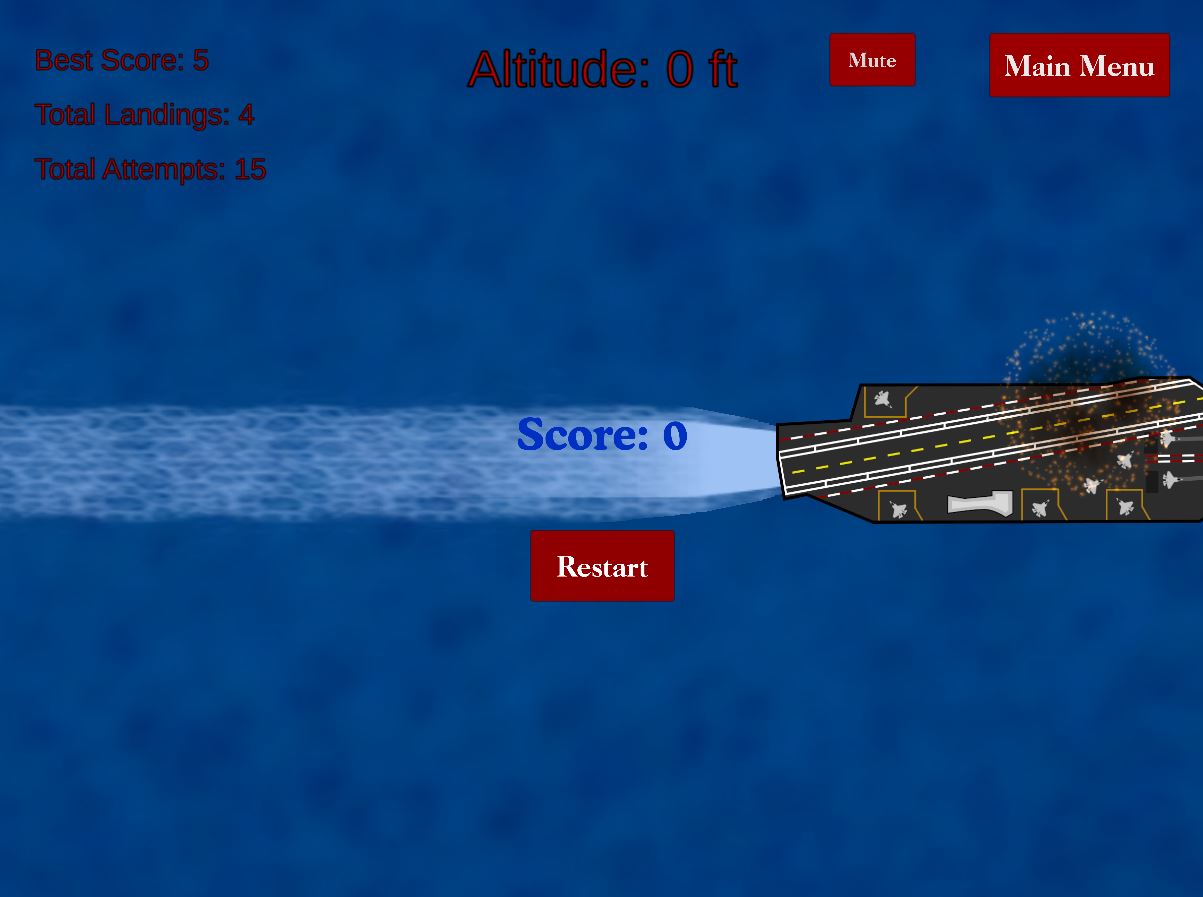 Best Score: 5
Altitude: 0 ft
Mute
Main Menu
Total Landings: 4
Total Attempts: 15
Score: 0
Restart